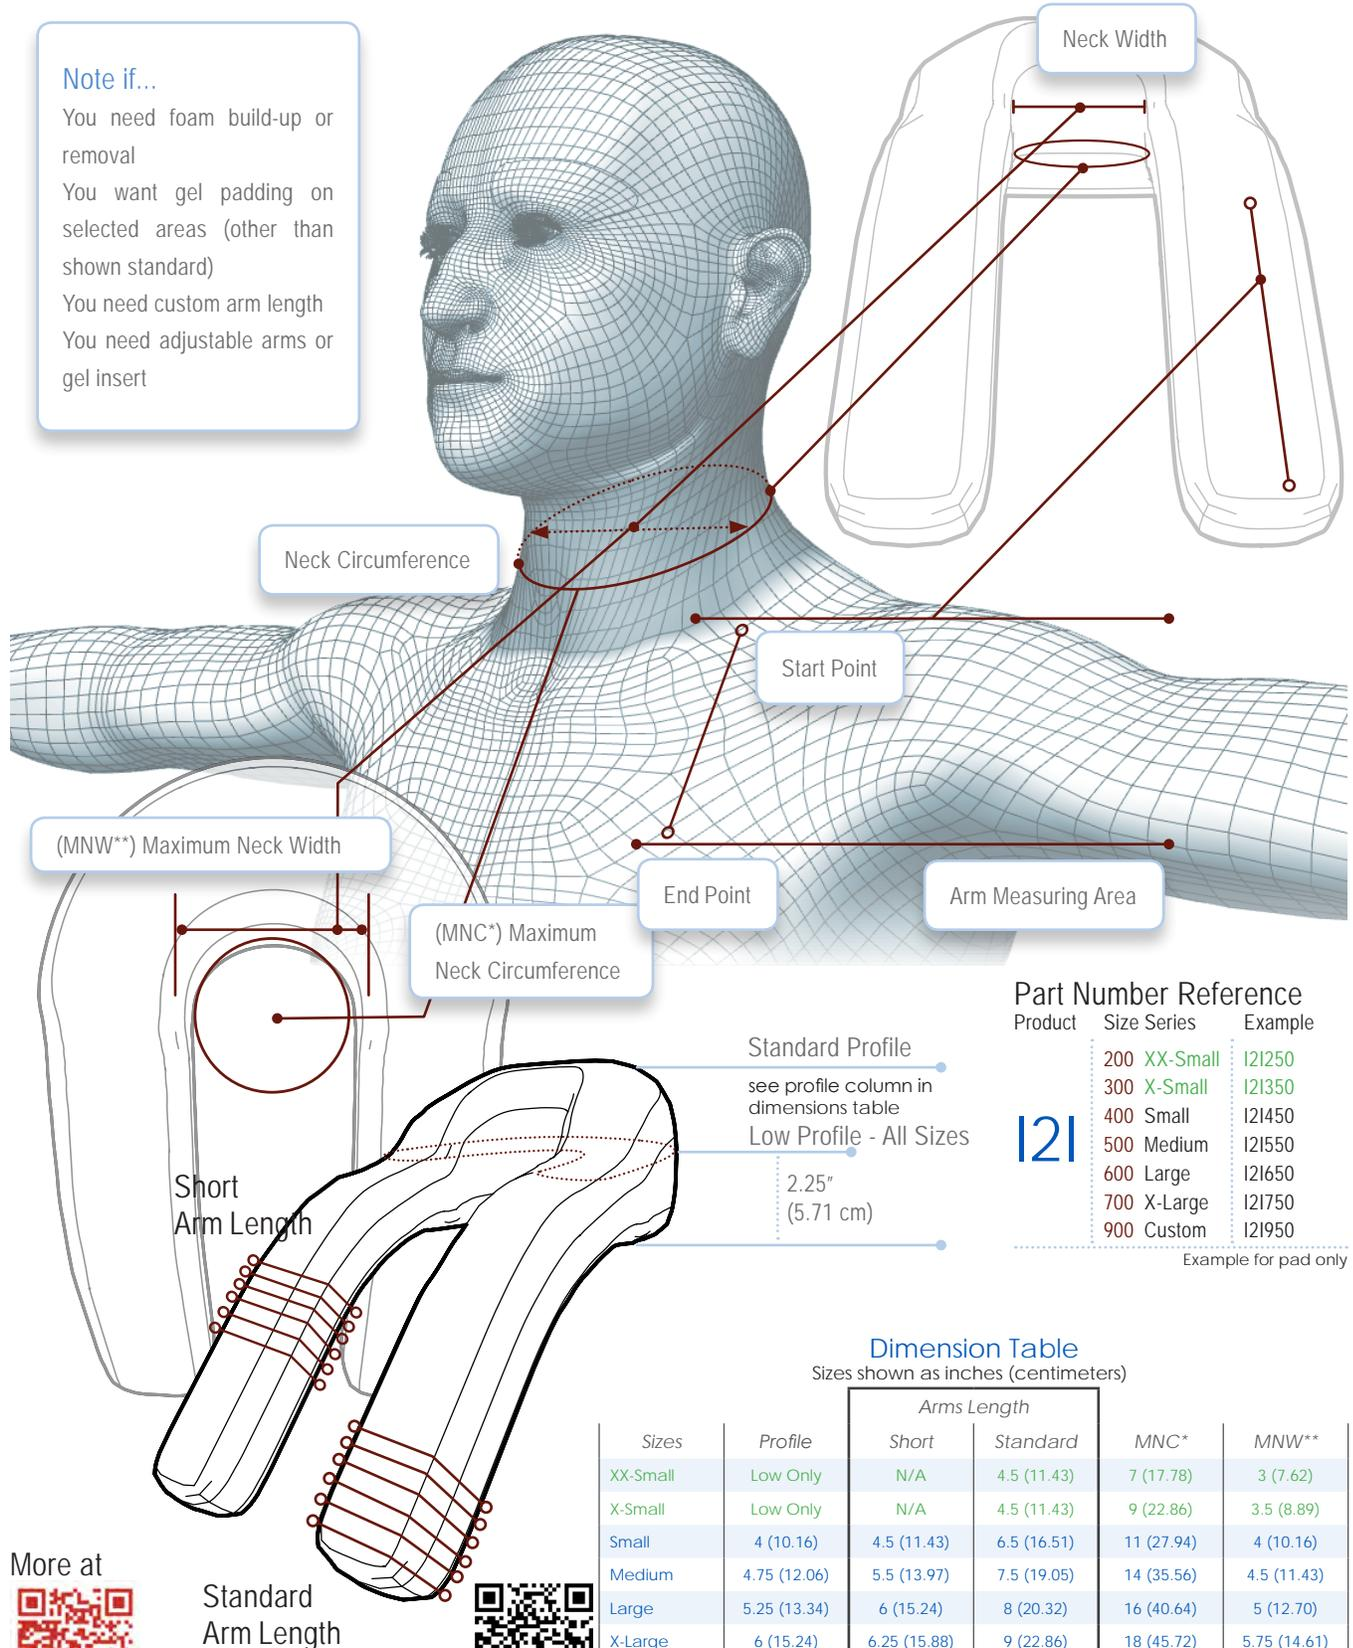 Neck Width
Note if...
You need foam build-up or
removal
You want gel padding on
selected areas (other than
shown standard)
You need custom arm length
You need adjustable arms or
gel insert
Neck Circumference
Start Point
(MNW**) Maximum Neck Width
End Point
Arm Measuring Area
(MNC*) Maximum
Neck Circumference
Part Number Reference
Product Size Series Example
200 XX-Small I2I250
300 X-Small I2I350
400 Small I2I450
500 Medium I2I550
600 Large I2I650
700 X-Large I2I750
900 Custom I2I950
I2I
Example for pad only
Standard Profile
see profile column in
dimensions table
Low Profile - All Sizes
2.25″
(5.71 cm)
Short
Arm Length
Dimension Table
Sizes shown as inches (centimeters)
Arms Length
Sizes Profile Short Standard MNC* MNW**
XX-Small Low Only N/A 4.5 (11.43) 7 (17.78) 3 (7.62)
X-Small Low Only N/A 4.5 (11.43) 9 (22.86) 3.5 (8.89)
Small 4 (10.16) 4.5 (11.43) 6.5 (16.51) 11 (27.94) 4 (10.16)
Medium 4.75 (12.06) 5.5 (13.97) 7.5 (19.05) 14 (35.56) 4.5 (11.43)
Large 5.25 (13.34) 6 (15.24) 8 (20.32) 16 (40.64) 5 (12.70)
X-Large 6 (15.24) 6.25 (15.88) 9 (22.86) 18 (45.72) 5.75 (14.61)
More at
Standard
Arm Length